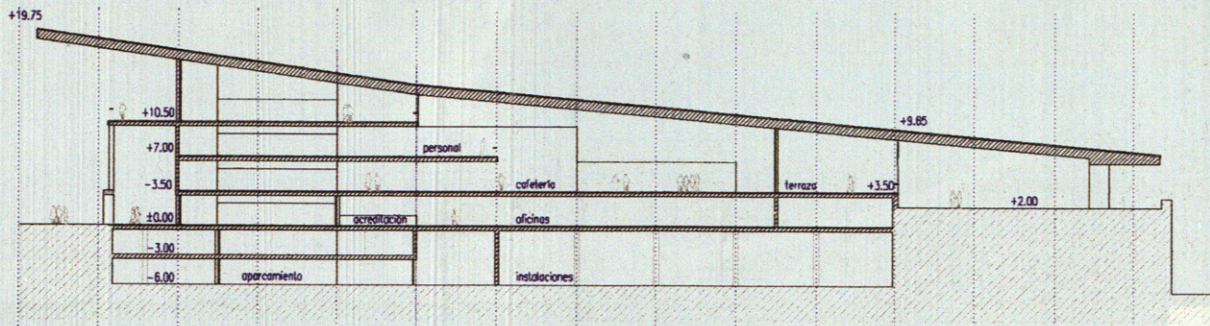 +19.75
+10.50
+9.85
+7.00
personal
-3.50
cafetería
terraza
+3.50
±0.00
acreditación
oficinas
+2.00
-3.00
-6.00
aparcamiento
instalaciones